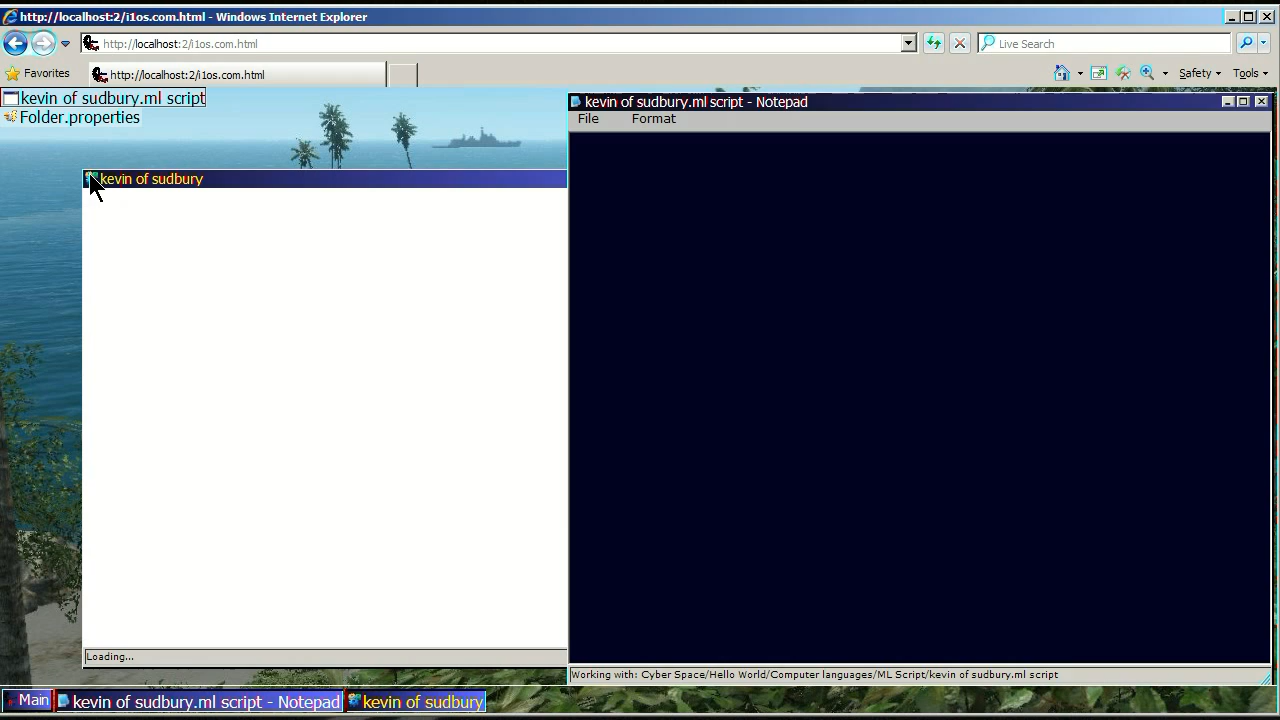 http://localhost:2/i1os.com.html - Windows Internet Explorer
http://localhost:2/i1os.com.html
Live Search
Favorites
http://localhost:2/i1os.com.html
Safety
Tools
kevin of sudbury.ml script
Folder.properties
kevin of sudbury.ml script - Notepad
File Format
kevin of sudbury
Loading...
Working with: Cyber Space/Hello World/Computer languages/ML Script/kevin of sudbury.ml script
Main
kevin of sudbury.ml script - Notepad
kevin of sudbury